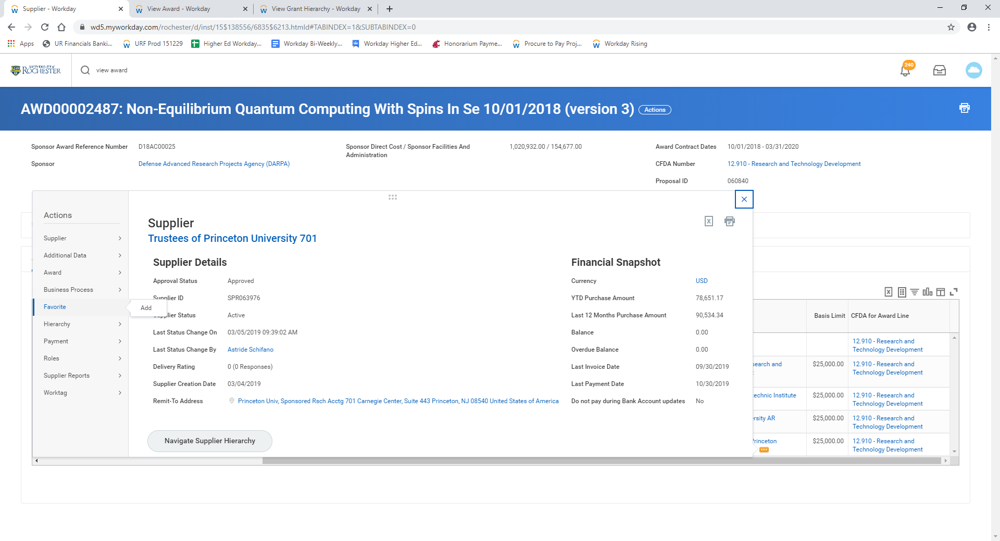 Supplier - Workday
View Award - Workday
View Grant Hierarchy - Workday
wd5.myworkday.com/rochester/d/inst/15$138556/6835$6213.htmld#TABINDEX=1&SUBTABINDEX=0
Apps
UR Financials Banki...
URF Prod 151229
Higher Ed Workday...
Workday Bi-Weekly...
Workday Higher Ed...
Honorarium Payme...
Procure to Pay Proj...
Workday Rising
UNIVERSITY of
ROCHESTER
view award
240
AWD00002487: Non-Equilibrium Quantum Computing With Spins In Se 10/01/2018 (version 3)
Actions
Sponsor Award Reference Number D18AC00025
Sponsor Defense Advanced Research Projects Agency (DARPA)
Sponsor Direct Cost / Sponsor Facilities And
Administration
1,020,932.00 / 154,677.00
Award Contract Dates 10/01/2018 - 03/31/2020
CFDA Number 12.910 - Research and Technology Development
Proposal ID 060840
Actions
Supplier
Additional Data
Award
Business Process
Favorite
Add
Hierarchy
Payment
Roles
Supplier Reports
Worktag
Supplier
Trustees of Princeton University 701
Supplier Details
Approval Status Approved
Supplier ID SPR063976
Supplier Status Active
Last Status Change On 03/05/2019 09:39:02 AM
Last Status Change By Astride Schifano
Delivery Rating 0 (0 Responses)
Supplier Creation Date 03/04/2019
Remit-To Address Princeton Univ, Sponsored Rsch Acctg 701 Carnegie Center, Suite 443 Princeton, NJ 08540 United States of America
Financial Snapshot
Currency USD
YTD Purchase Amount 78,651.17
Last 12 Months Purchase Amount 90,534.34
Balance 0.00
Overdue Balance 0.00
Last Invoice Date 09/30/2019
Last Payment Date 10/30/2019
Do not pay during Bank Account updates No
Navigate Supplier Hierarchy
Basis Limit CFDA for Award Line
12.910 - Research and
Technology Development
search and $25,000.00 12.910 - Research and
Technology Development
technic Institute $25,000.00 12.910 - Research and
Technology Development
ersity AR $25,000.00 12.910 - Research and
Technology Development
Princeton $25,000.00 12.910 - Research and
Technology Development